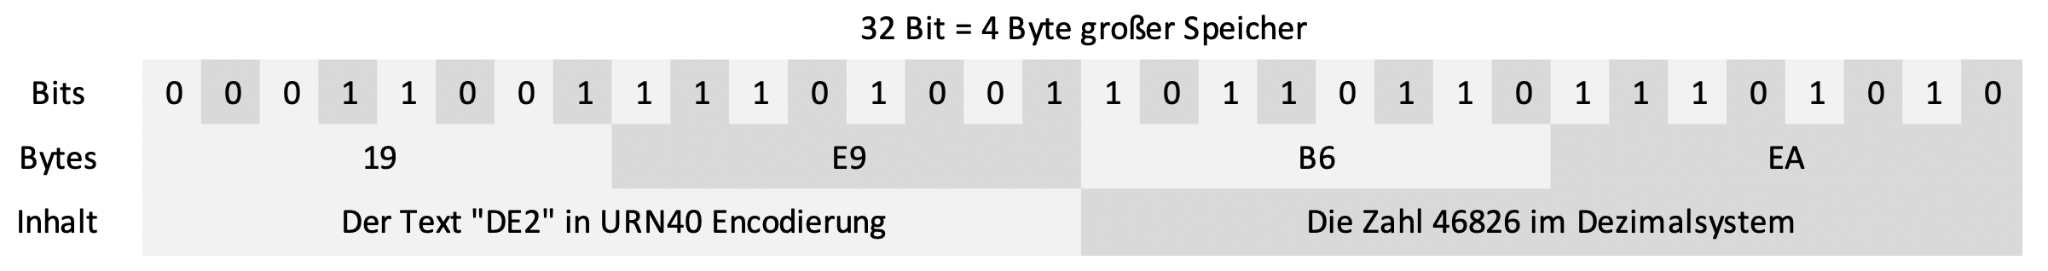 32 Bit = 4 Byte großer Speicher
Bits 0 0 0 1 1 0 0 1 1 1 1 0 1 0 0 1 1 0 1 1 0 1 1 0 1 1 1 0 1 0 1 0
Bytes 19 E9 B6 EA
Inhalt Der Text "DE2" in URN40 Encodierung Die Zahl 46826 im Dezimalsystem